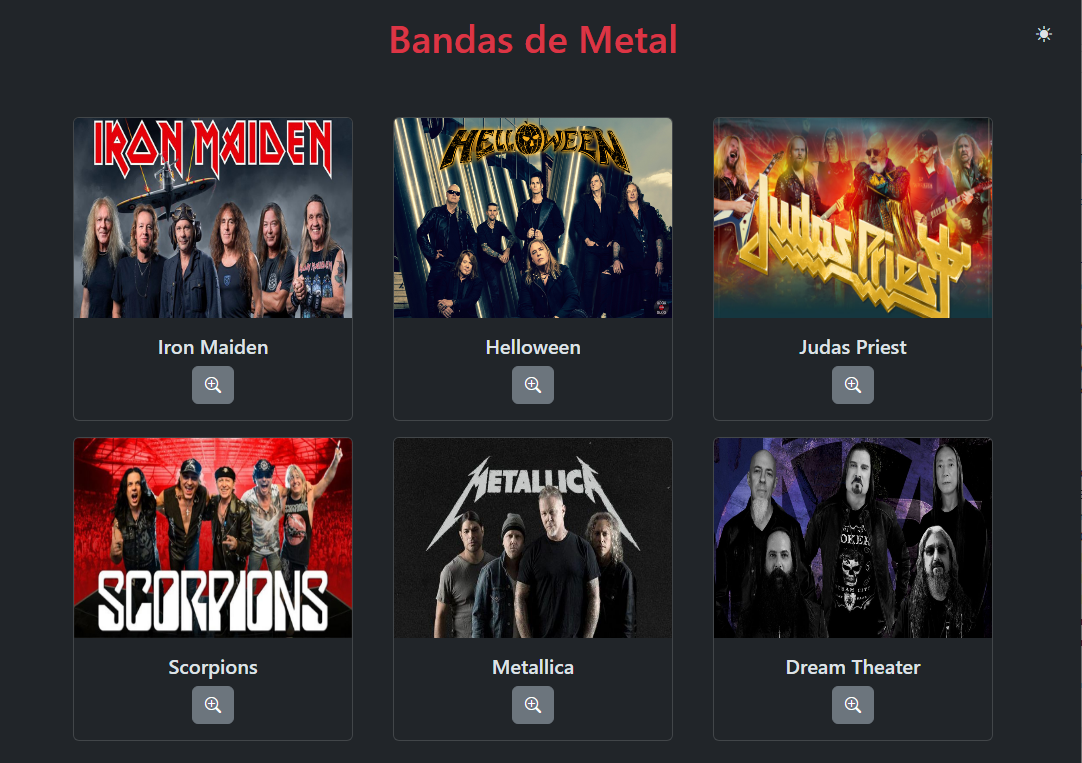 Bandas de Metal
IRON MAIDEN
HELLOWEEN
Judas Priest
Iron Maiden
Helloween
Judas Priest
SCORPIONS
METALLICA
Scorpions
Metallica
Dream Theater